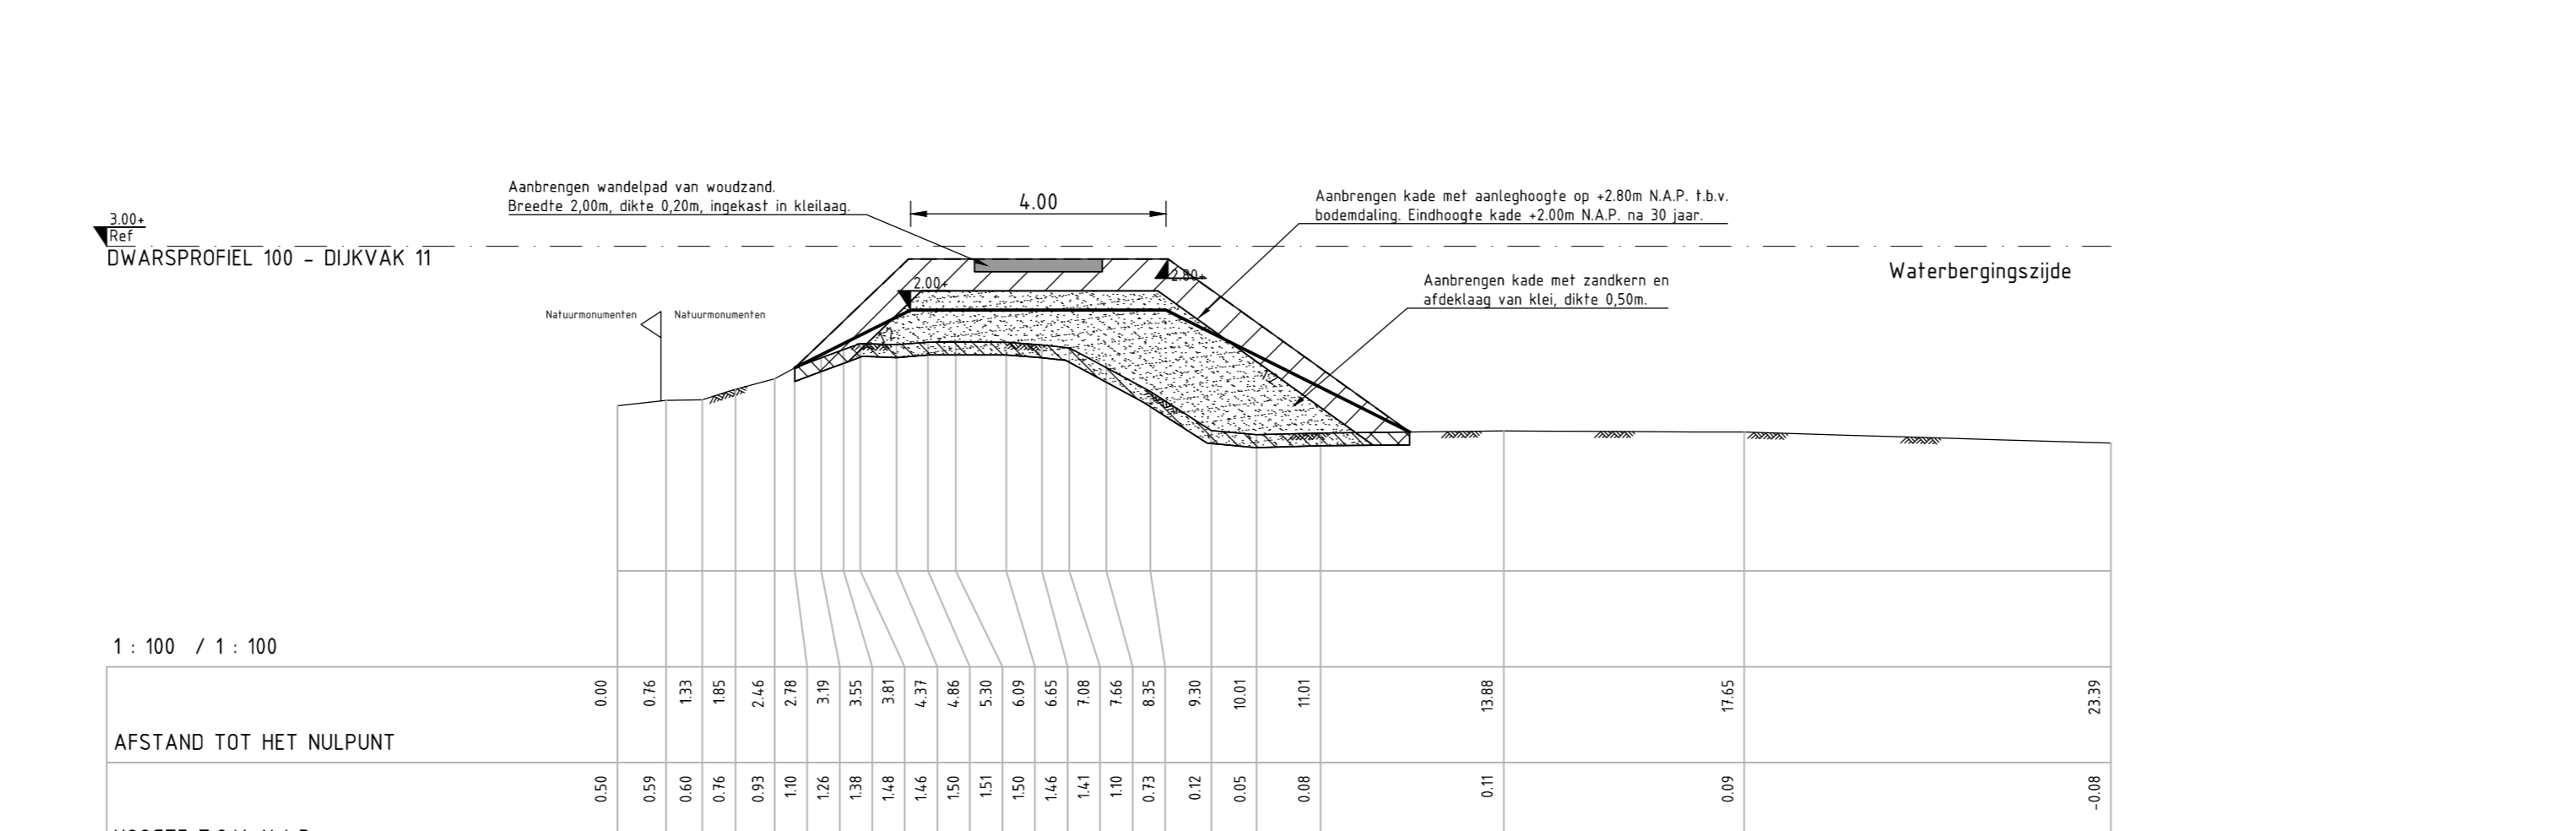 Aanbrengen wandelpad van woudzand.
Breedte 2,00m, dikte 0,20m, ingekast in kleilaag.
4.00
Aanbrengen kade met aanleghoogte op +2.80m N.A.P. t.b.v.
bodemdaling. Eindhoogte kade +2.00m N.A.P. na 30 jaar.
3.00+
Ref
DWARSPROFIEL 100 - DIJKVAK 11
Waterbergingszijde
2.80+
2.00+
Aanbrengen kade met zandkern en
afdeklaag van klei, dikte 0,50m.
Natuurmonumenten
Natuurmonumenten
1 : 100 / 1 : 100
AFSTAND TOT HET NULPUNT
0.00 0.76 1.33 1.85 2.46 2.78 3.19 3.55 3.81 4.37 4.86 5.30 6.09 6.65 7.08 7.66 8.35 9.30 10.01 11.01 13.88 17.65 23.39
0.50 0.59 0.60 0.76 0.93 1.10 1.26 1.38 1.48 1.46 1.50 1.51 1.50 1.46 1.41 1.10 0.73 0.12 0.05 0.08 0.11 0.09 -0.08